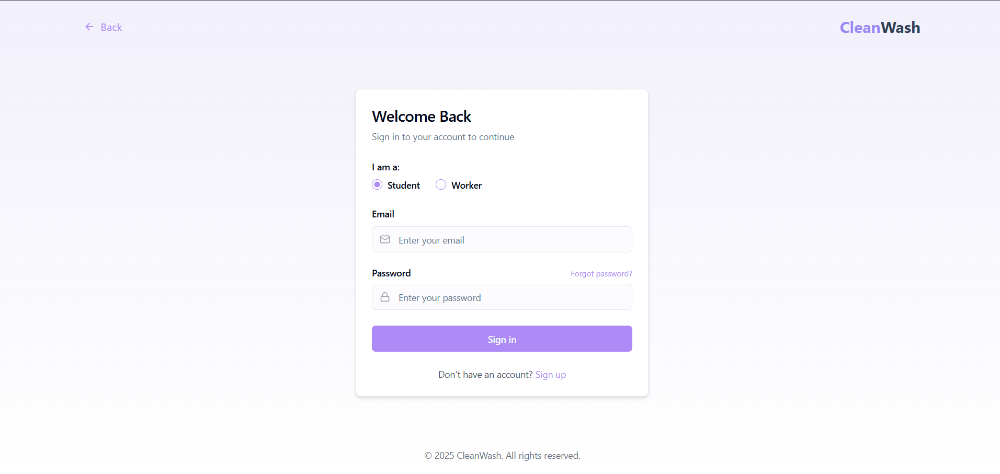 Back
CleanWash
Welcome Back
Sign in to your account to continue
I am a:
Student Worker
Email
Enter your email
Password Forgot password?
Enter your password
Sign in
Don't have an account? Sign up
© 2025 CleanWash. All rights reserved.